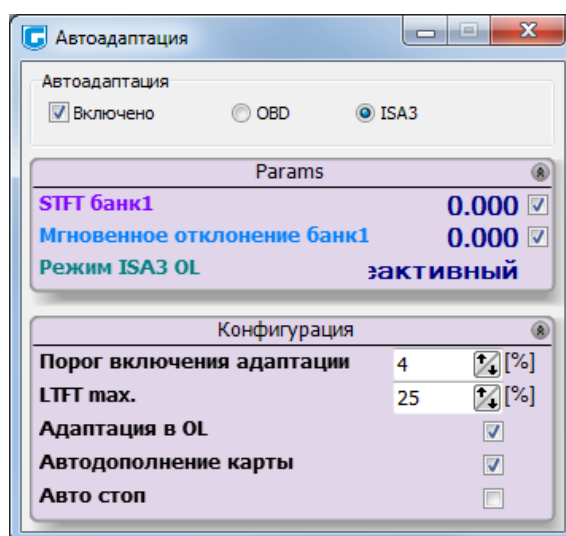 Автоадаптация
Автоадаптация
Включено OBD ISA3
Params
STFT банк1 0.000
Мгновенное отклонение банк1 0.000
Режим ISA3 OL еактивный
Конфигурация
Порог включения адаптации 4 [%]
LTFT max. 25 [%]
Адаптация в OL
Автодополнение карты
Авто стоп